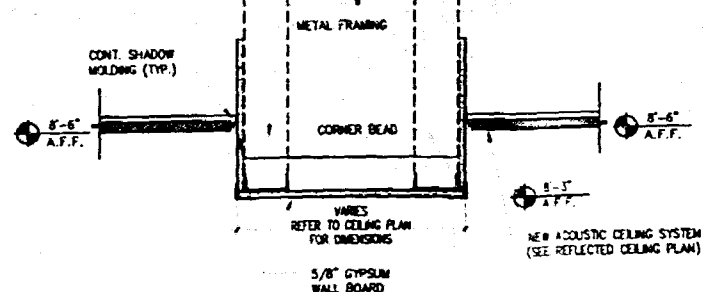 METAL FRAMING
CONT. SHADOW
MOLDING (TYP.)
8'-6"
A.F.F.
CORNER BEAD
8'-6"
A.F.F.
8'-3"
A.F.F.
VARIES
REFER TO CEILING PLAN
FOR DIMENSIONS
NEW ACOUSTIC CEILING SYSTEM
(SEE REFLECTED CEILING PLAN)
5/8" GYPSUM
WALL BOARD